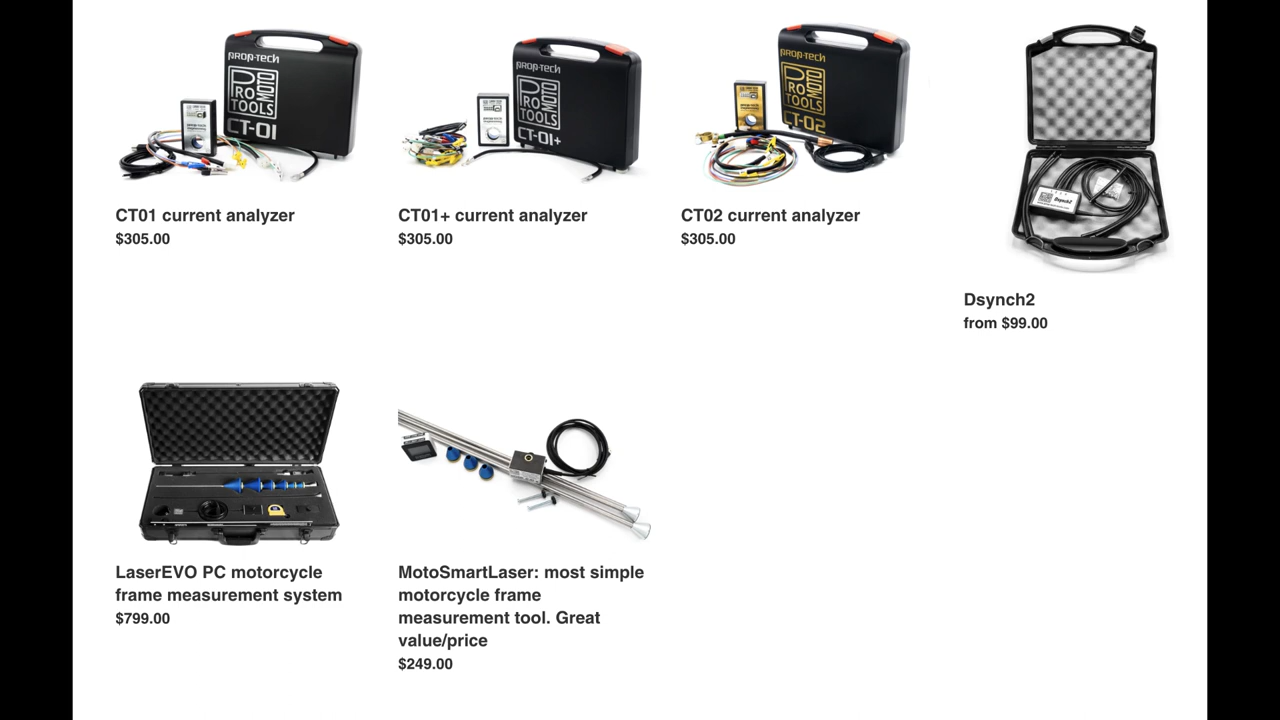 PROP-TECH
PRO MOTO TOOLS
CT-01
CT01 current analyzer
$305.00
PROP-TECH
PRO MOTO TOOLS
CT-01+
CT01+ current analyzer
$305.00
PROP-TECH
PRO MOTO TOOLS
CT-02
CT02 current analyzer
$305.00
Dsynch2
Dsynch2
from $99.00
LaserEVO PC motorcycle
frame measurement system
$799.00
MotoSmartLaser: most simple
motorcycle frame
measurement tool. Great
value/price
$249.00